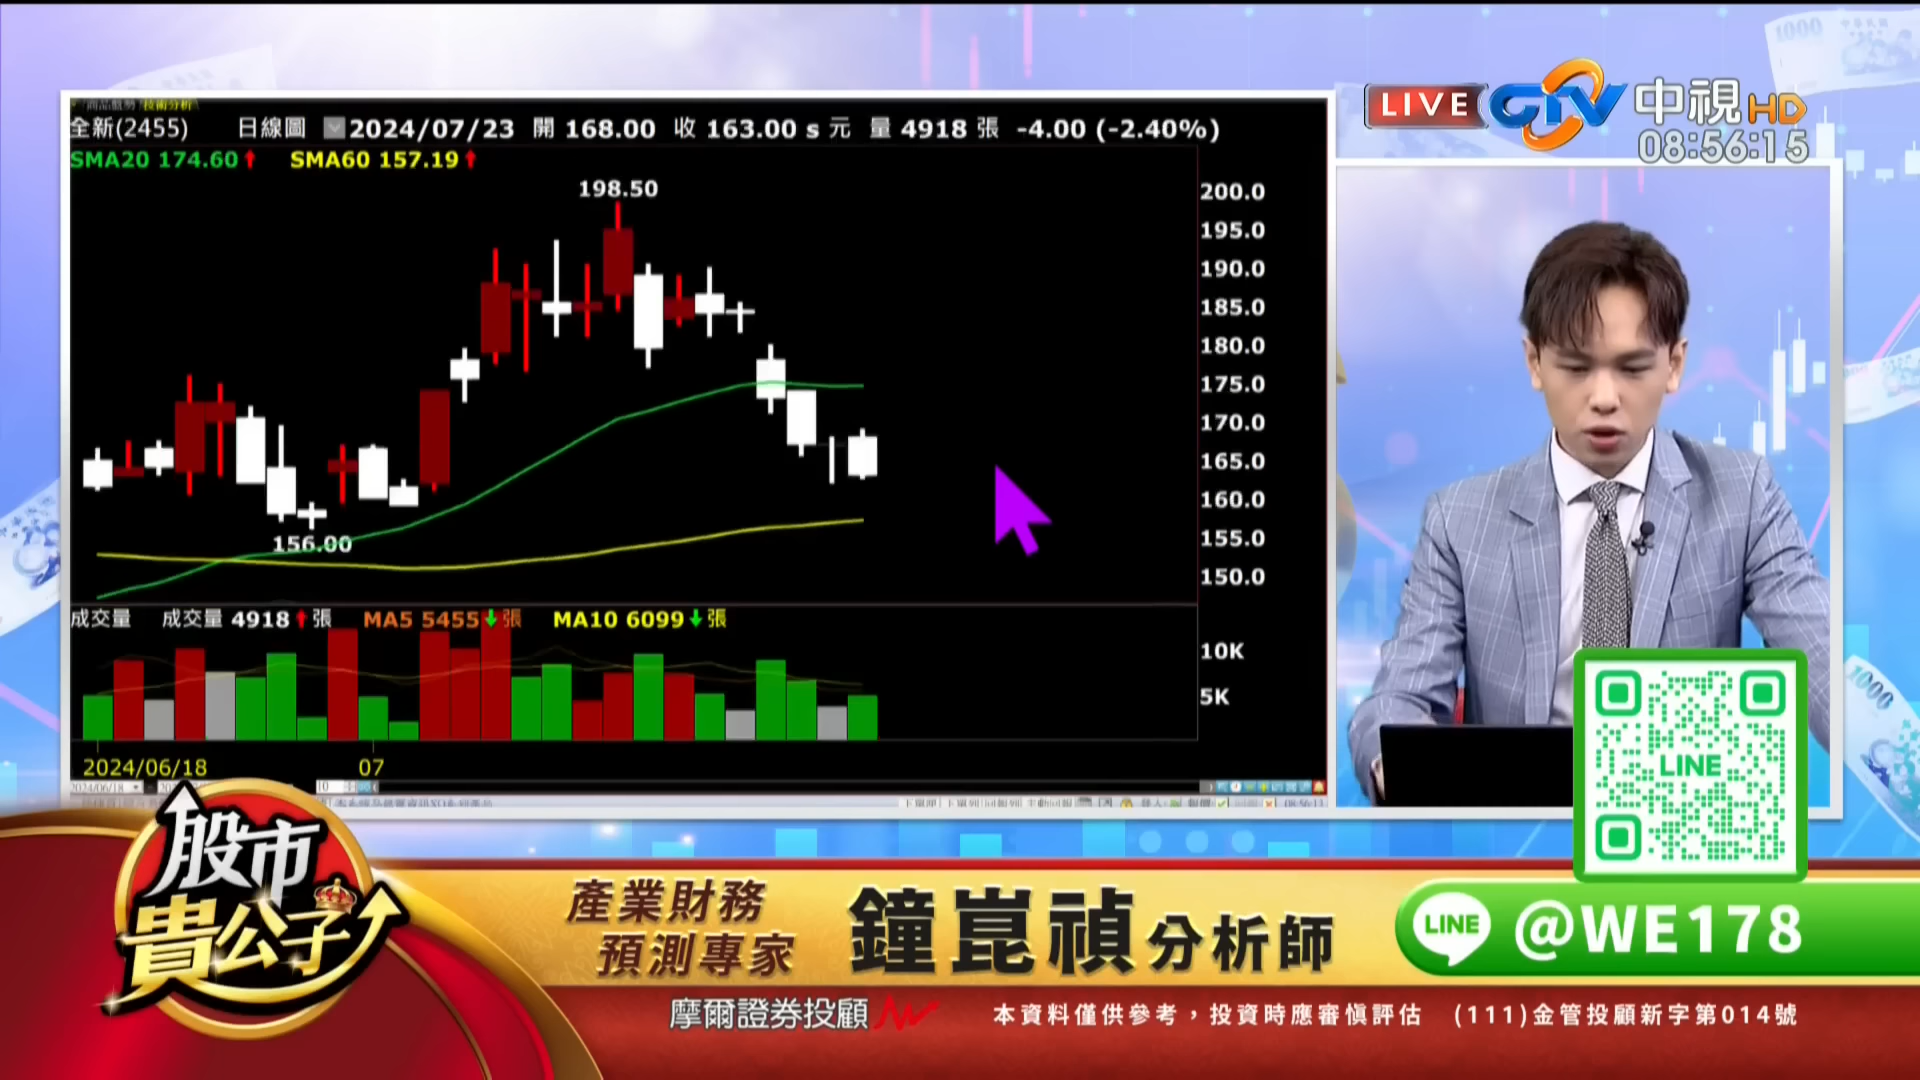 技術分析
全新(2455) 日線圖 2024/07/23 開 168.00 收 163.00 s 元 量 4918 張 -4.00 (-2.40%)
SMA20 174.60 SMA60 157.19
198.50
156.00
200.0
195.0
190.0
185.0
180.0
175.0
170.0
165.0
160.0
155.0
150.0
成交量 成交量 4918 張 MA5 5455 張 MA10 6099 張
10K
5K
2024/06/18 07
LIVE CTV 中視 HD
08:56:15
LINE
股市
貴公子
產業財務
預測專家
鐘崑禎 分析師
LINE @WE178
摩爾證券投顧
本資料僅供參考，投資時應審慎評估 (111)金管投顧新字第014號